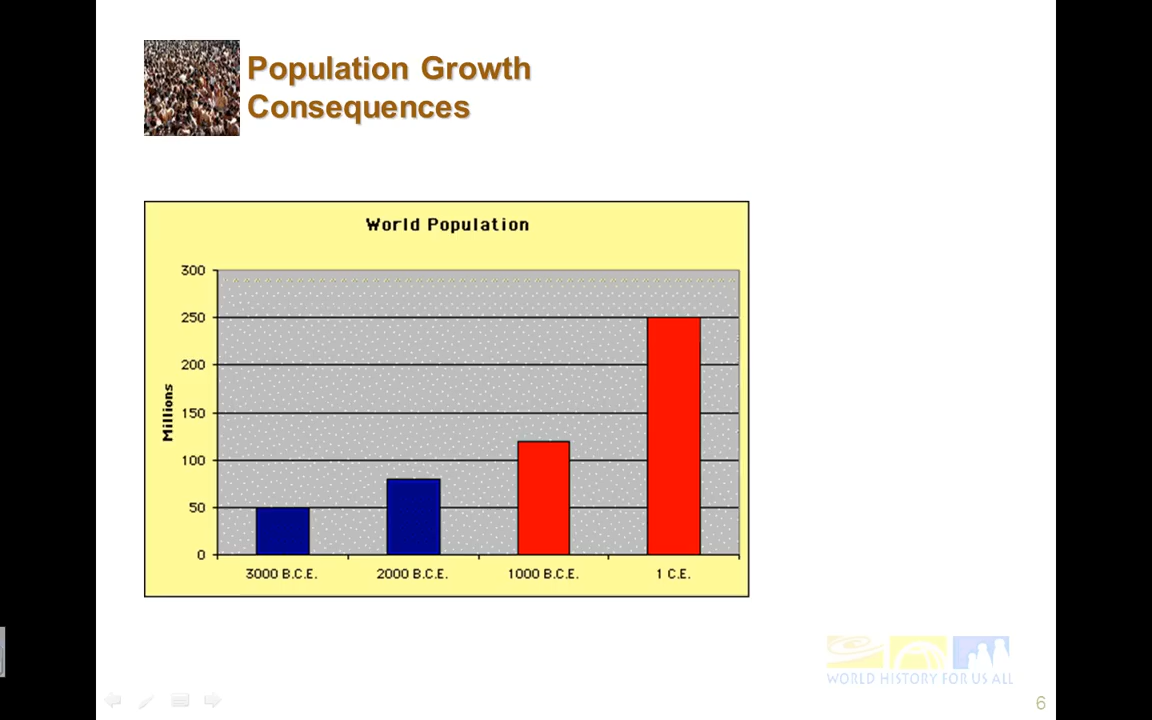 Population Growth
Consequences
World Population
300
250
200
150
100
50
0
Millions
3000 B.C.E.
2000 B.C.E.
1000 B.C.E.
1 C.E.
WORLD HISTORY FOR US ALL
6